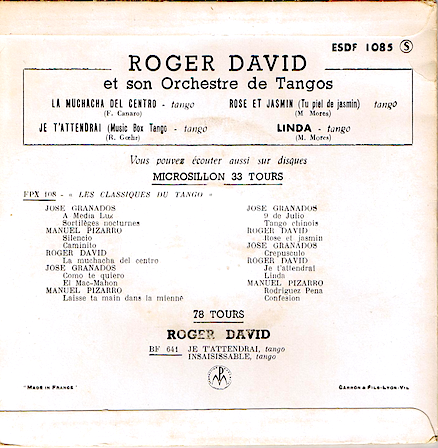 ESDF 1085 Ⓢ
ROGER DAVID
et son Orchestre de Tangos
LA MUCHACHA DEL CENTRO - tango
(F. Canaro)
ROSE ET JASMIN (Tu piel de jasmin) tango
(M Mores)
JE T'ATTENDRAI (Music Box Tango - tango
(R. Gœhr)
LINDA - tango
(M. Mores)
Vous pouvez écouter aussi sur disques
MICROSILLON 33 TOURS
FPX 108 - « LES CLASSIQUES DU TANGO »
JOSE GRANADOS
A Média Luz
Sortilèges nocturnes
MANUEL PIZARRO
Silencio
Caminito
ROGER DAVID
La muchacha del centro
JOSE GRANADOS
Como te quiero
El Mac-Mahon
MANUEL PIZARRO
Laisse ta main dans la mienne
JOSE GRANADOS
9 de Julio
Tango chinois
ROGER DAVID
Rose et jasmin
JOSE GRANADOS
Crepusculo
ROGER DAVID
Je t'attendrai
Linda
MANUEL PIZARRO
Rodriguez Pena
Confesion
78 TOURS
ROGER DAVID
BF 641 JE T'ATTENDRAI, tango
INSAISISSABLE, tango
"MADE IN FRANCE"
CARRON & FILS-LYON-VIL.